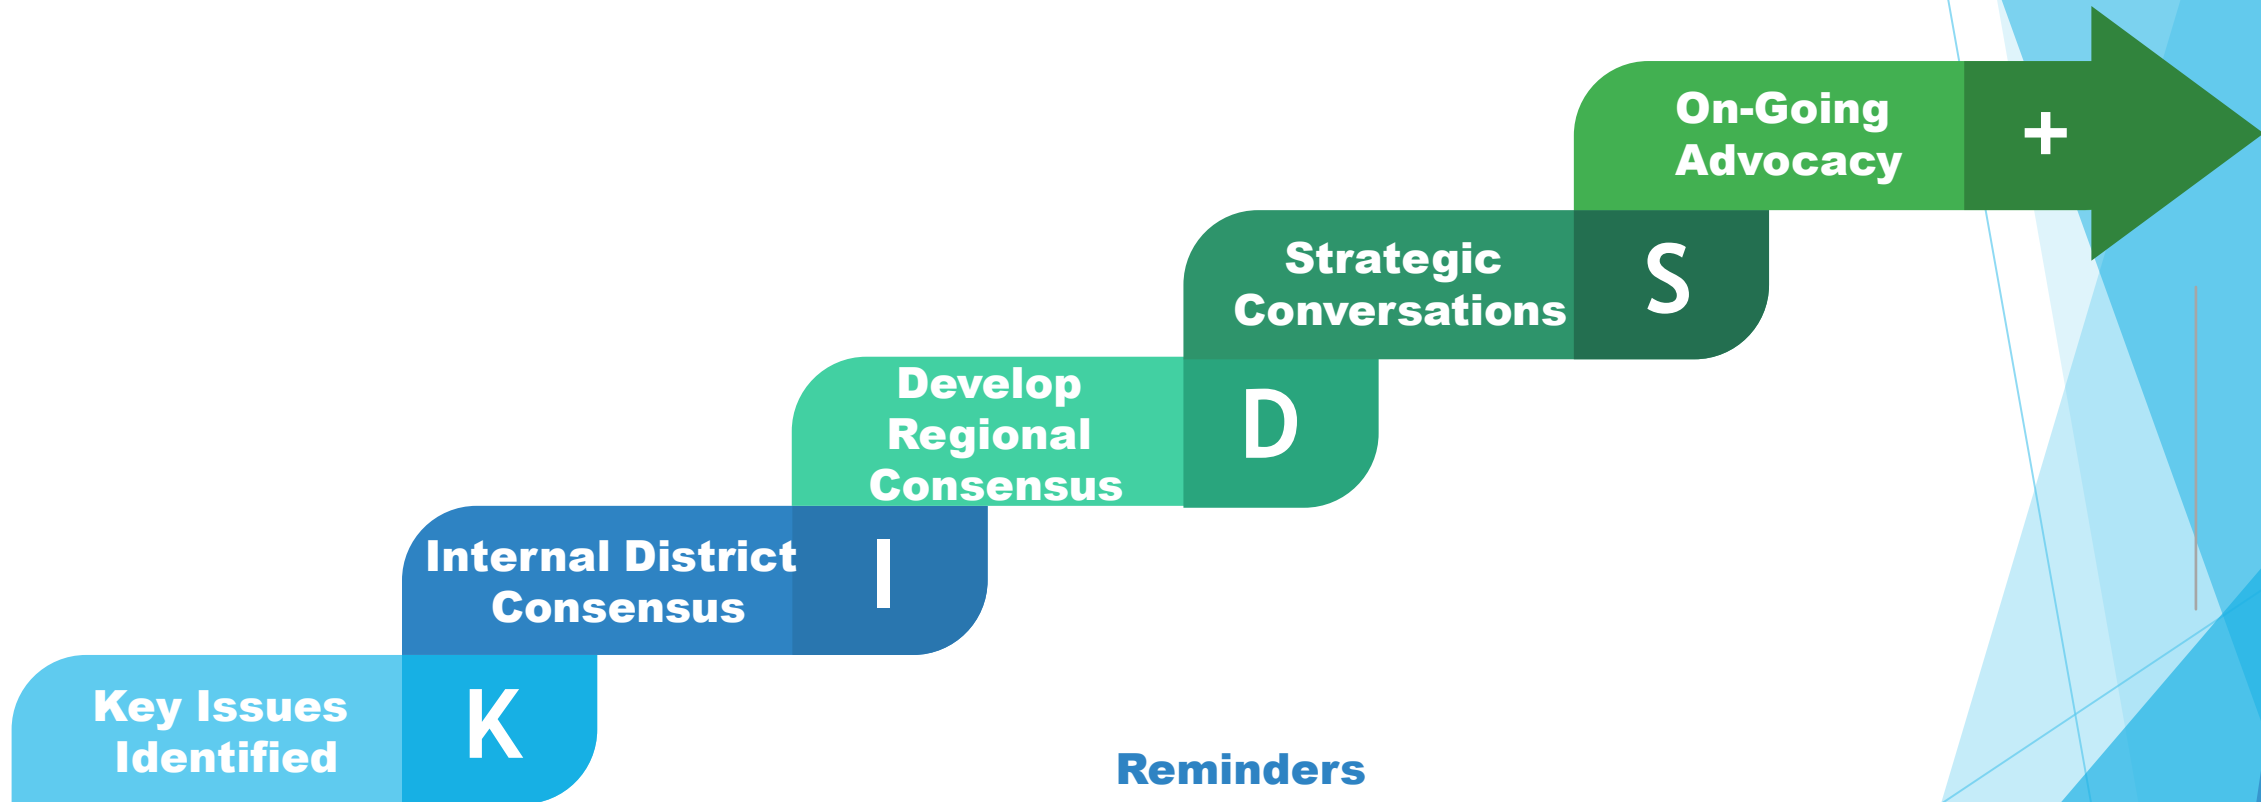 On-Going
Advocacy
+
Strategic
Conversations
S
Develop
Regional
Consensus
D
Internal District
Consensus
I
Key Issues
Identified
K
Reminders